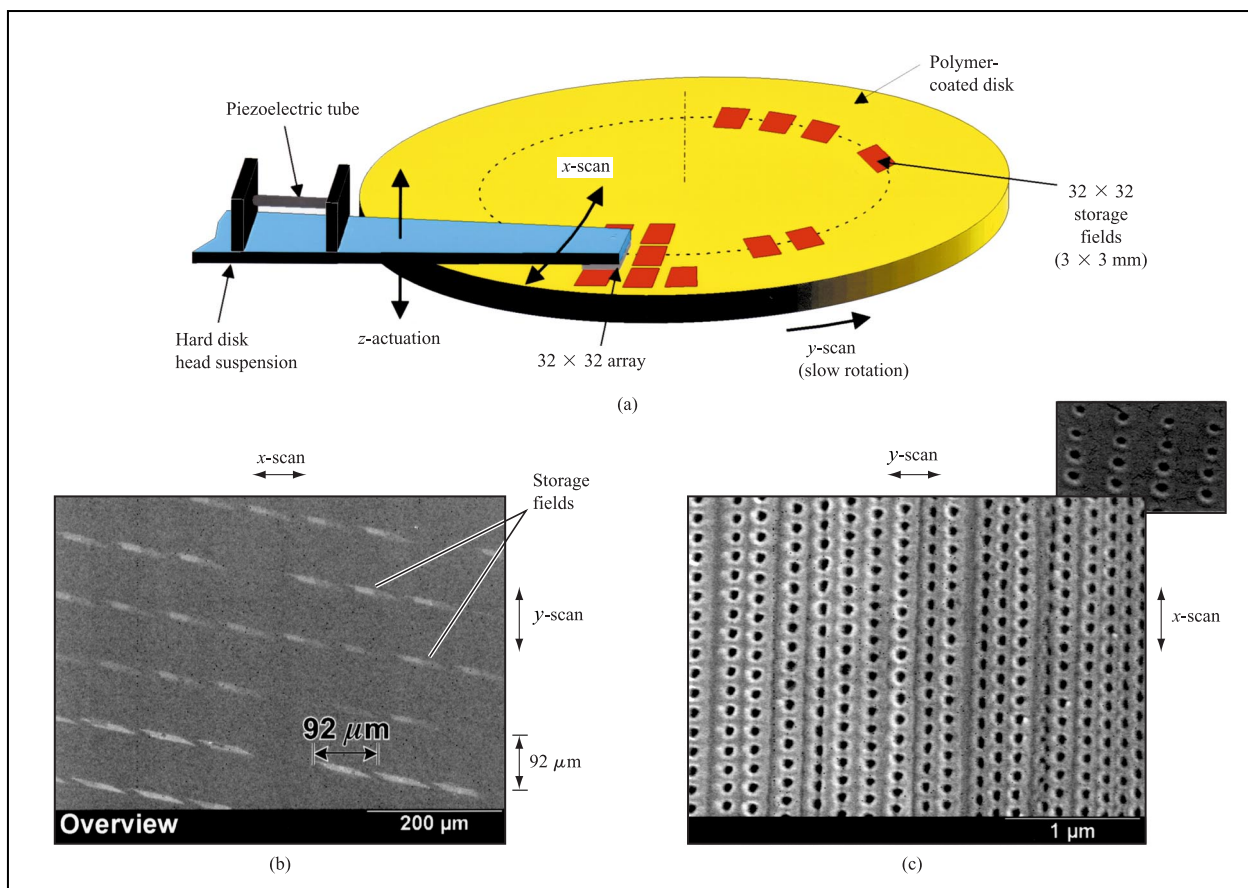 Polymer-
coated disk
Piezoelectric tube
x-scan
32 × 32
storage
fields
(3 × 3 mm)
Hard disk
head suspension
z-actuation
32 × 32 array
y-scan
(slow rotation)
(a)
x-scan
Storage
fields
y-scan
92 μm
92 μm
Overview
200 μm
(b)
y-scan
x-scan
1 μm
(c)